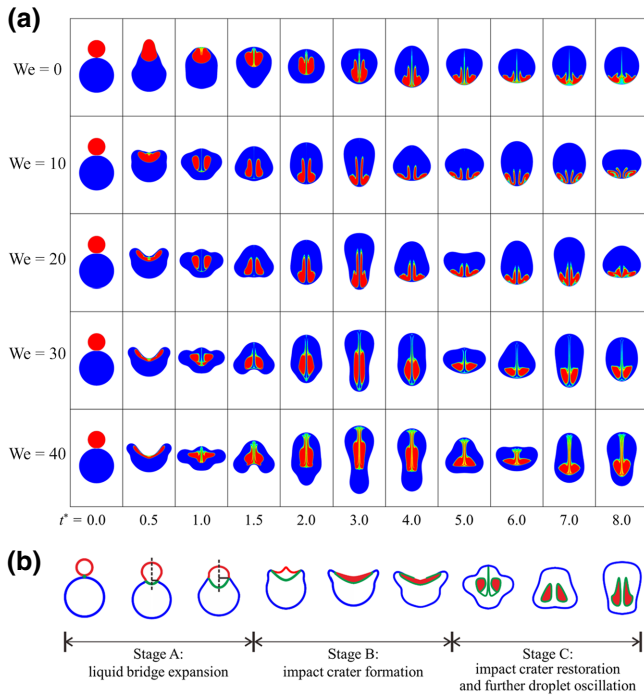 (a)
We = 0
We = 10
We = 20
We = 30
We = 40
t* = 0.0 0.5 1.0 1.5 2.0 3.0 4.0 5.0 6.0 7.0 8.0
(b)
Stage A:
liquid bridge expansion
Stage B:
impact crater formation
Stage C:
impact crater restoration
and further droplet oscillation